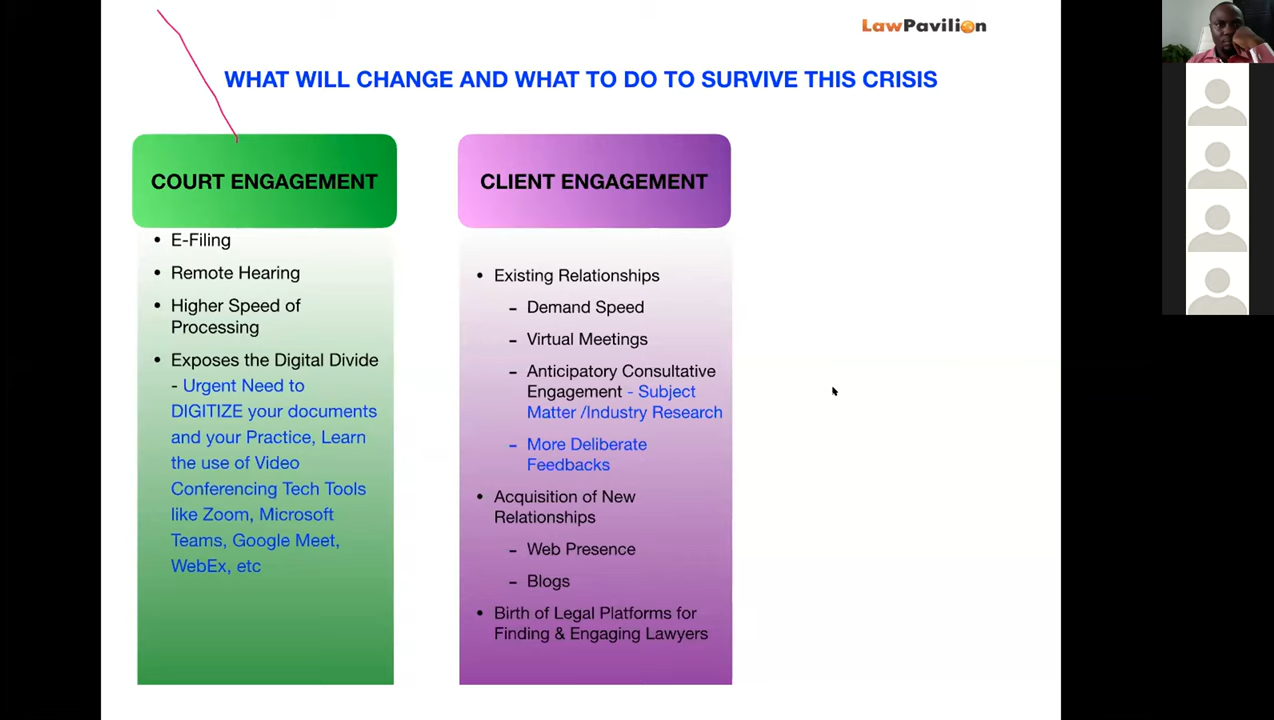 LawPavilion
WHAT WILL CHANGE AND WHAT TO DO TO SURVIVE THIS CRISIS
COURT ENGAGEMENT
• E-Filing
• Remote Hearing
• Higher Speed of
Processing
• Exposes the Digital Divide
- Urgent Need to
DIGITIZE your documents
and your Practice, Learn
the use of Video
Conferencing Tech Tools
like Zoom, Microsoft
Teams, Google Meet,
WebEx, etc
CLIENT ENGAGEMENT
• Existing Relationships
- Demand Speed
- Virtual Meetings
- Anticipatory Consultative
Engagement - Subject
Matter /Industry Research
- More Deliberate
Feedbacks
• Acquisition of New
Relationships
- Web Presence
- Blogs
• Birth of Legal Platforms for
Finding & Engaging Lawyers